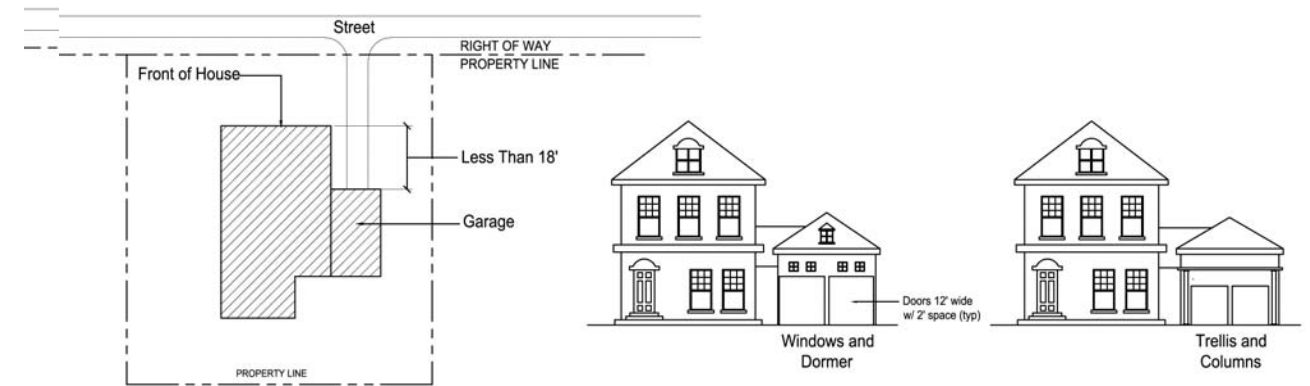 Street
RIGHT OF WAY
PROPERTY LINE
Front of House
Less Than 18'
Garage
PROPERTY LINE
Doors 12' wide
w/ 2' space (typ)
Windows and
Dormer
Trellis and
Columns